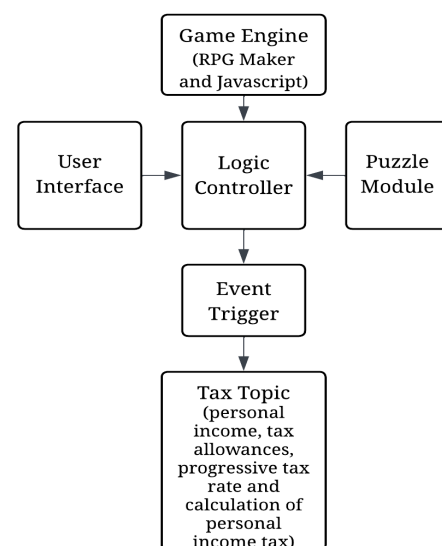 Game Engine
(RPG Maker
and Javascript)
User
Interface
Logic
Controller
Puzzle
Module
Event
Trigger
Tax Topic
(personal
income, tax
allowances,
progressive tax
rate and
calculation of
personal
income tax)